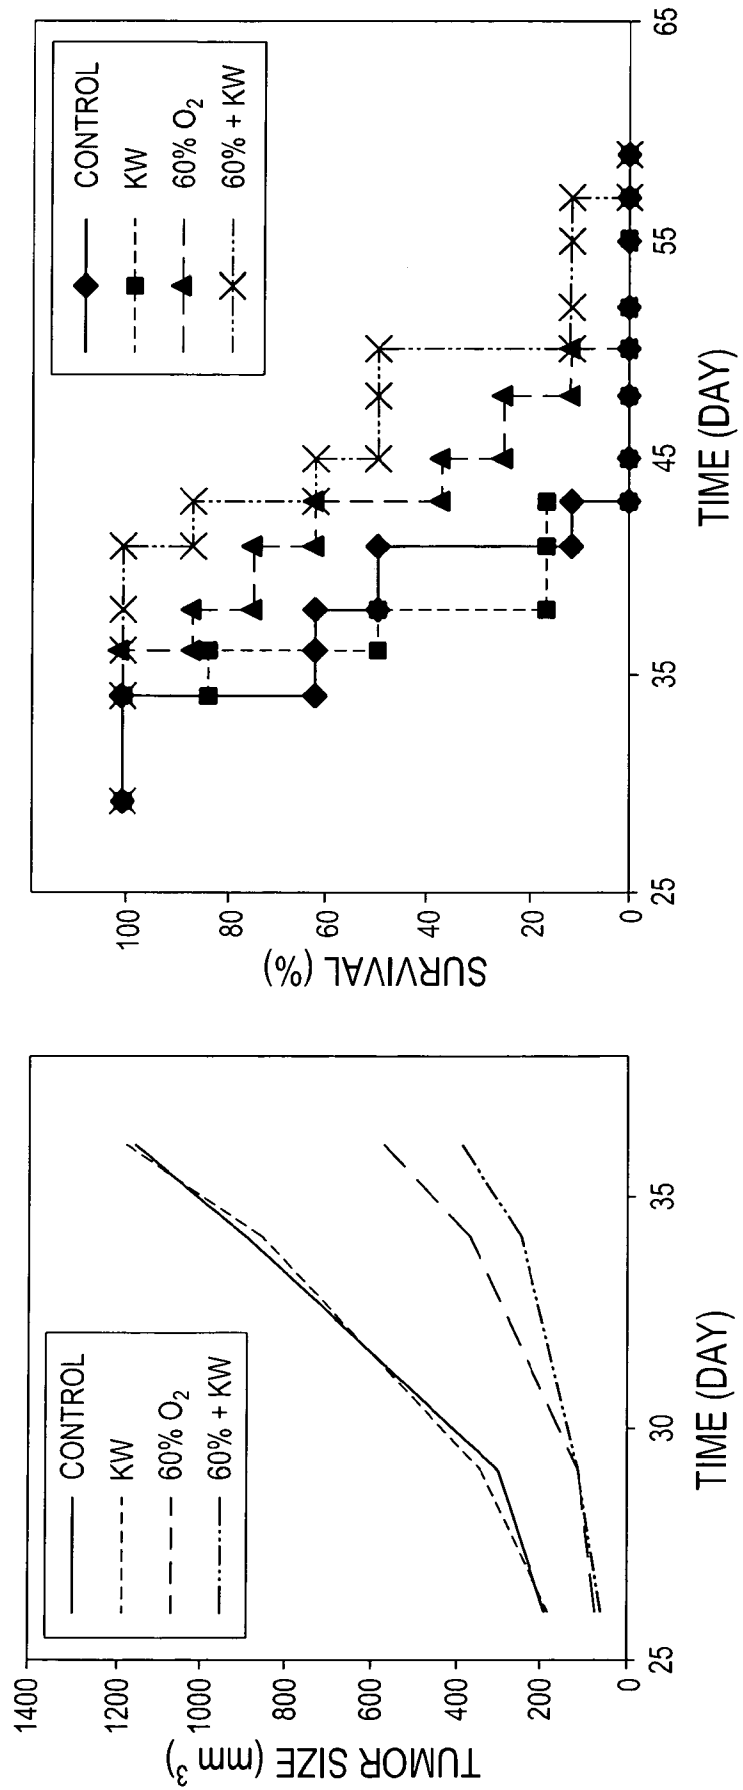 TUMOR SIZE (mm³)
1400
1200
1000
800
600
400
200
0
CONTROL
KW
60% O₂
60% + KW
25
30
35
TIME (DAY)
SURVIVAL (%)
100
80
60
40
20
0
CONTROL
KW
60% O₂
60% + KW
25
35
45
55
65
TIME (DAY)